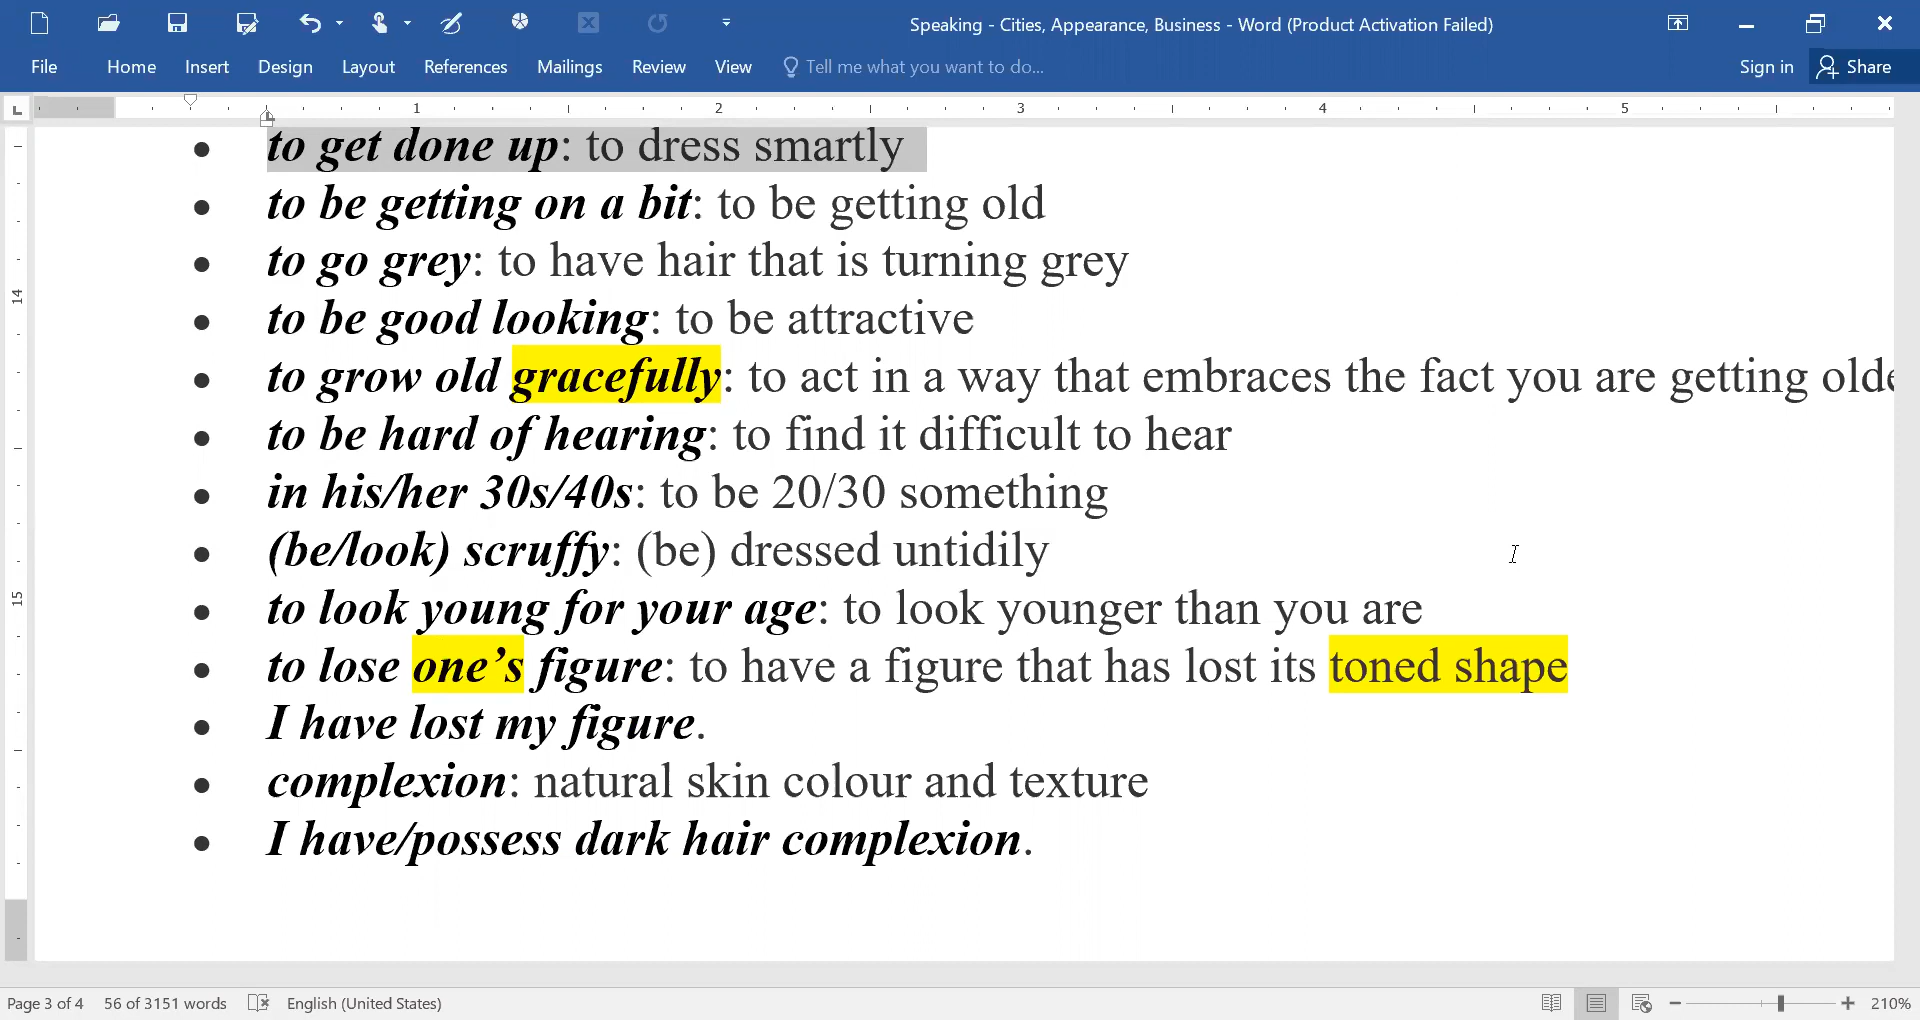 Speaking - Cities, Appearance, Business - Word (Product Activation Failed)
File Home Insert Design Layout References Mailings Review View Tell me what you want to do... Sign in Share
1 2 3 4 5
• to get done up: to dress smartly
• to be getting on a bit: to be getting old
• to go grey: to have hair that is turning grey
14
• to be good looking: to be attractive
• to grow old gracefully: to act in a way that embraces the fact you are getting olde
• to be hard of hearing: to find it difficult to hear
• in his/her 30s/40s: to be 20/30 something
• (be/look) scruffy: (be) dressed untidily
15
• to look young for your age: to look younger than you are
• to lose one’s figure: to have a figure that has lost its toned shape
• I have lost my figure.
• complexion: natural skin colour and texture
• I have/possess dark hair complexion.
Page 3 of 4 56 of 3151 words English (United States) 210%